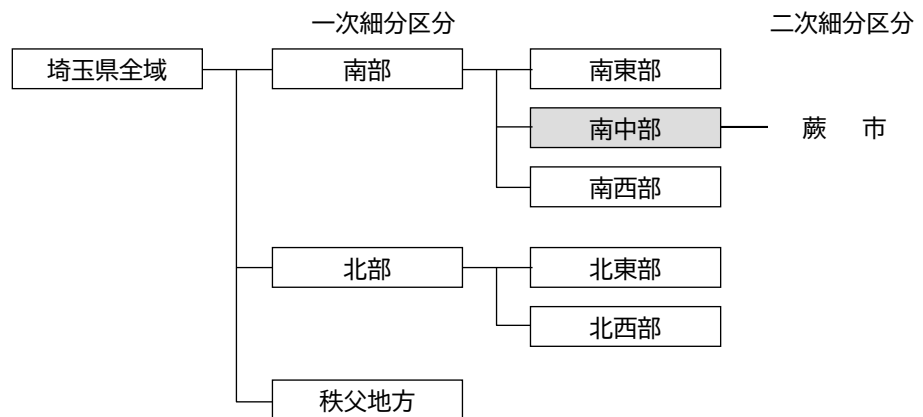 一次細分区分 二次細分区分
埼玉県全域 南部 南東部
南中部 蕨 市
南西部
北部 北東部
北西部
秩父地方